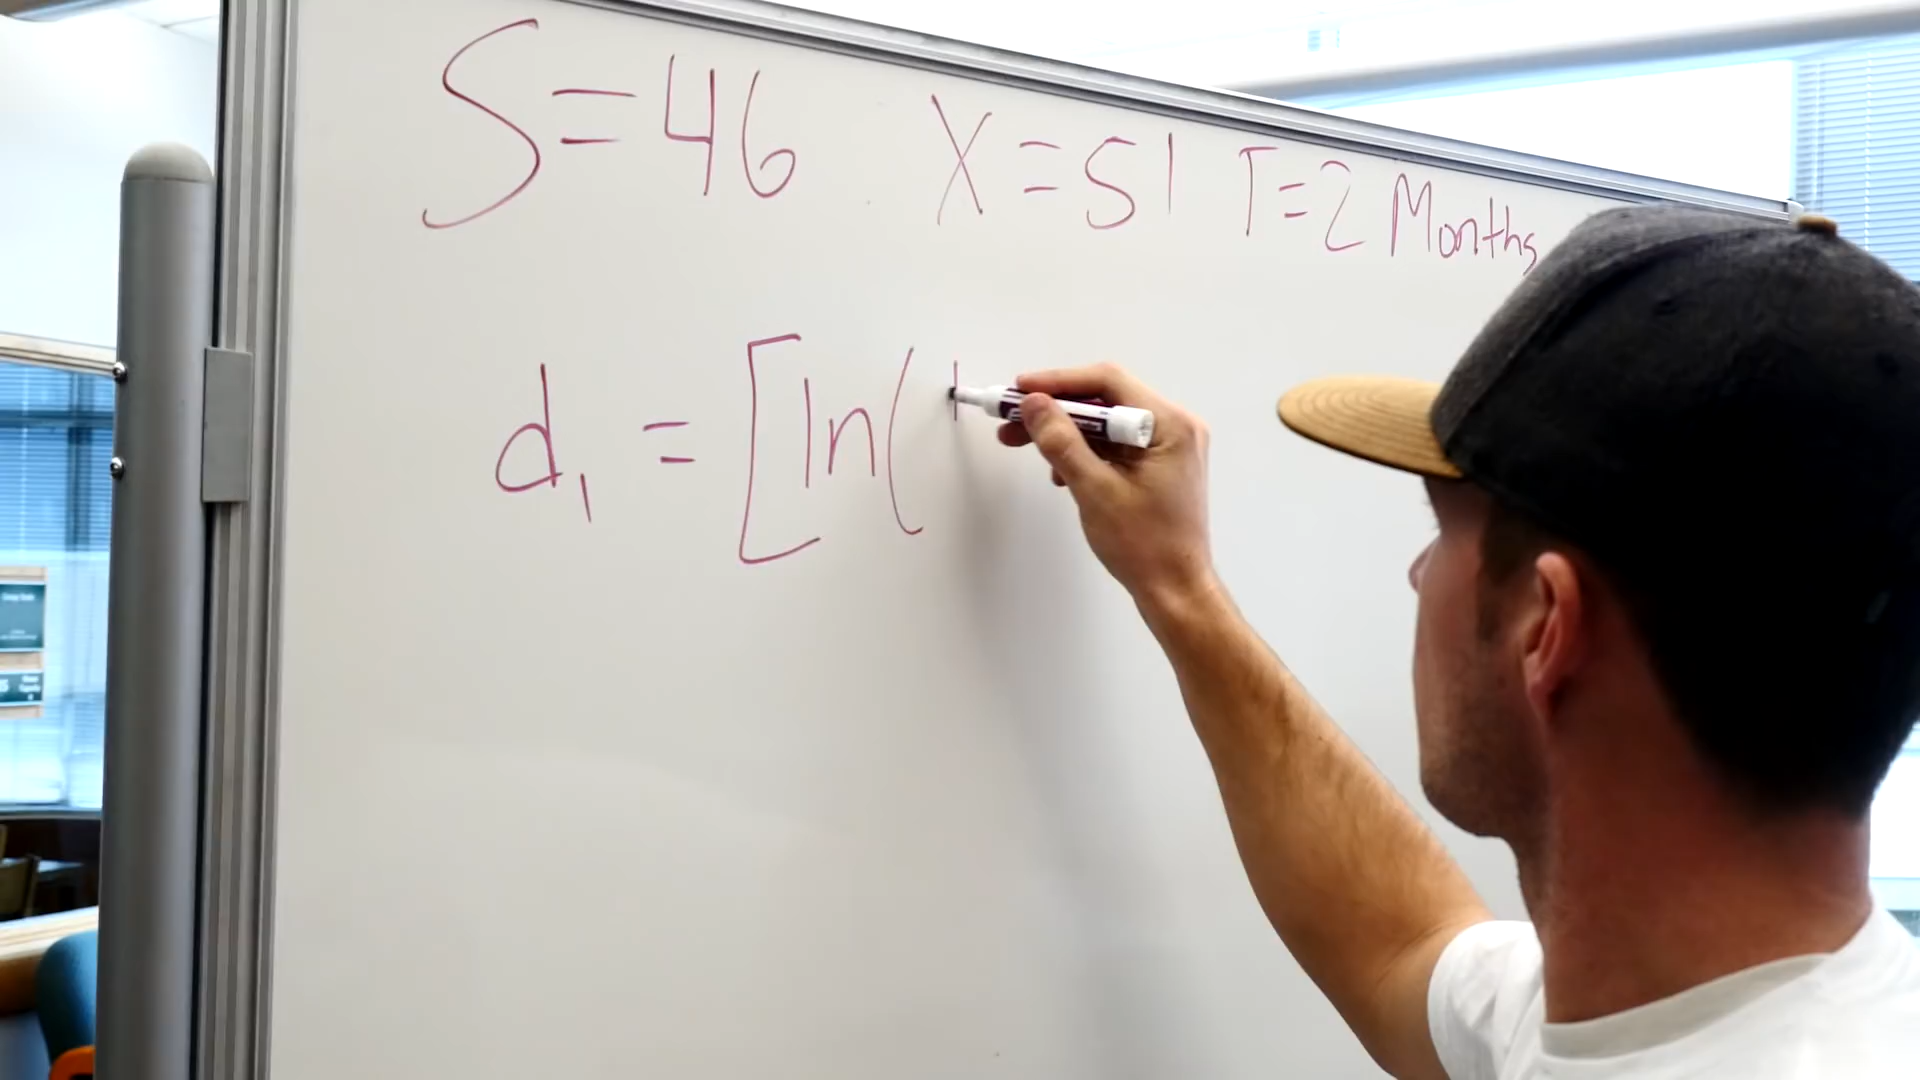 S=46 X=51 T=2 Months
d₁ = [ln(